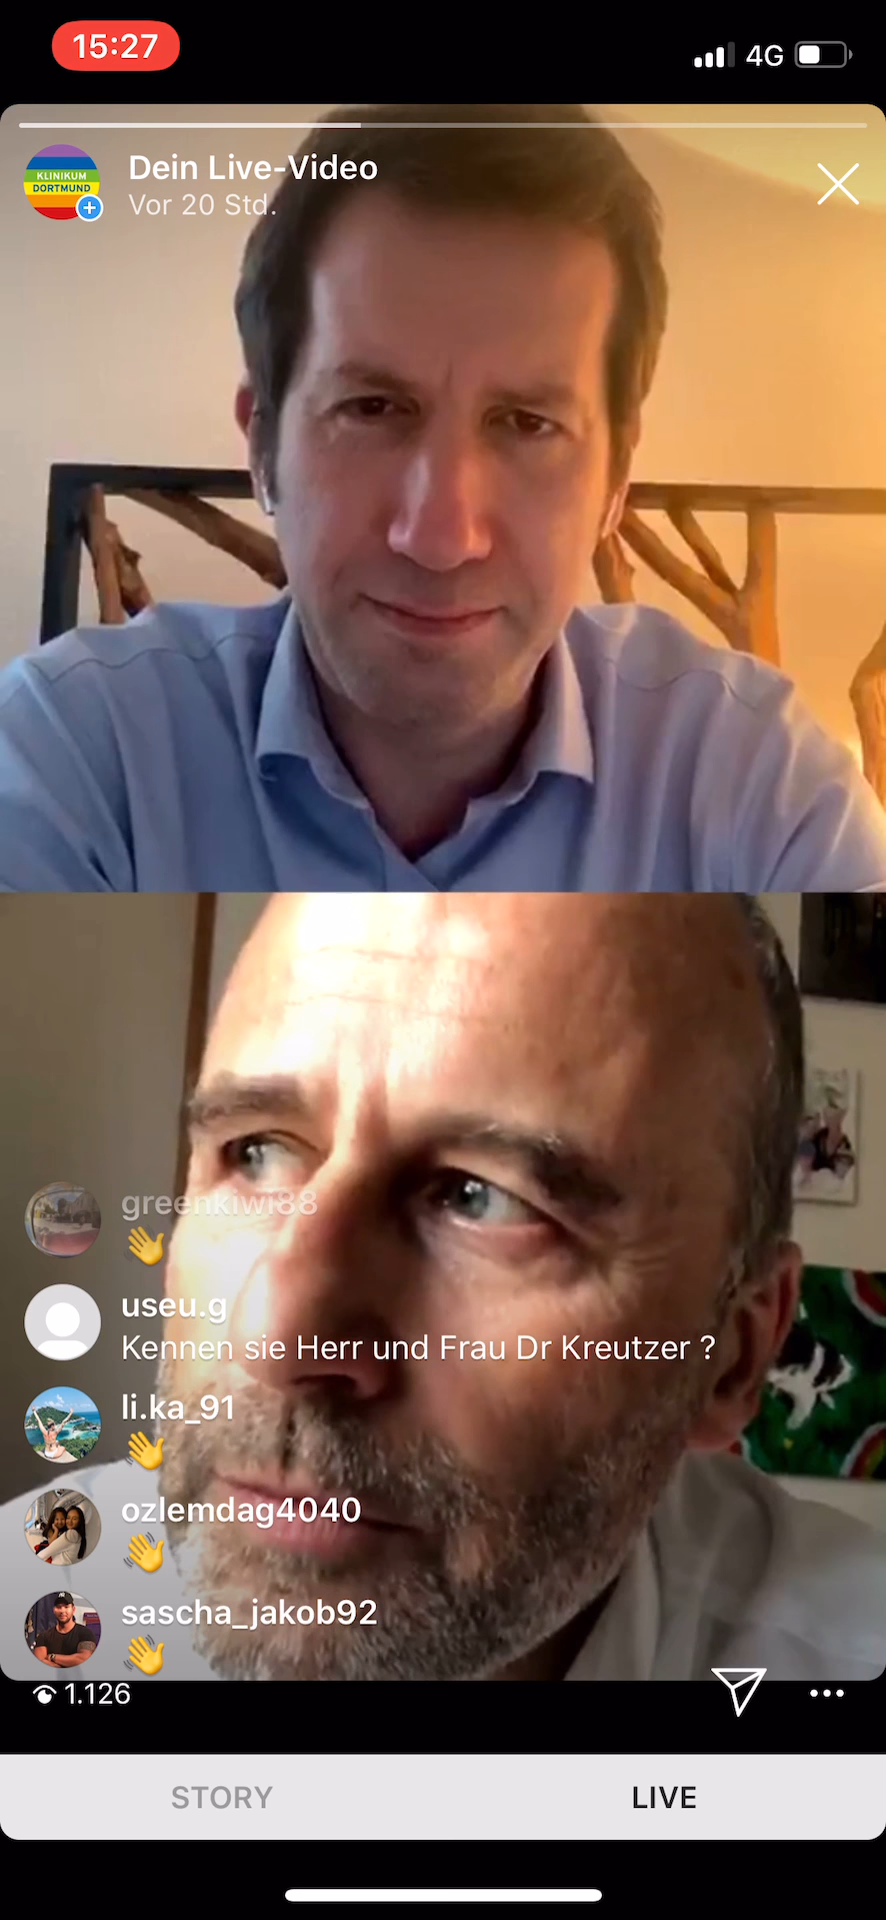 15:27
4G
KLINIKUM
DORTMUND
Dein Live-Video
Vor 20 Std.
greenkiwi88
👋
useu.g
Kennen sie Herr und Frau Dr Kreutzer ?
li.ka_91
👋
ozlemdag4040
👋
sascha_jakob92
👋
1.126
STORY
LIVE